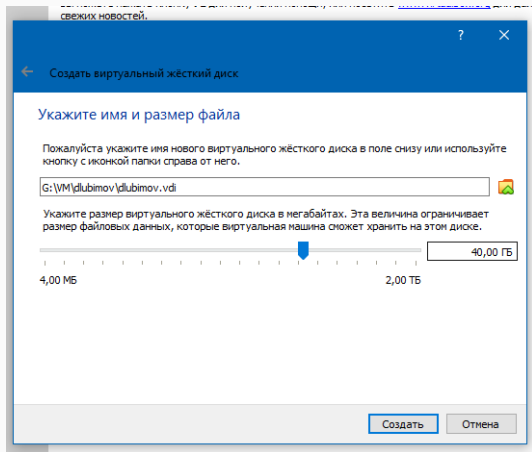 свежих новостей.
?
Создать виртуальный жёсткий диск
Укажите имя и размер файла
Пожалуйста укажите имя нового виртуального жёсткого диска в поле снизу или используйте
кнопку с иконкой папки справа от него.
G:\VM\dlubimov\dlubimov.vdi
Укажите размер виртуального жёсткого диска в мегабайтах. Эта величина ограничивает
размер файловых данных, которые виртуальная машина сможет хранить на этом диске.
40,00 ГБ
4,00 МБ 2,00 ТБ
Создать Отмена